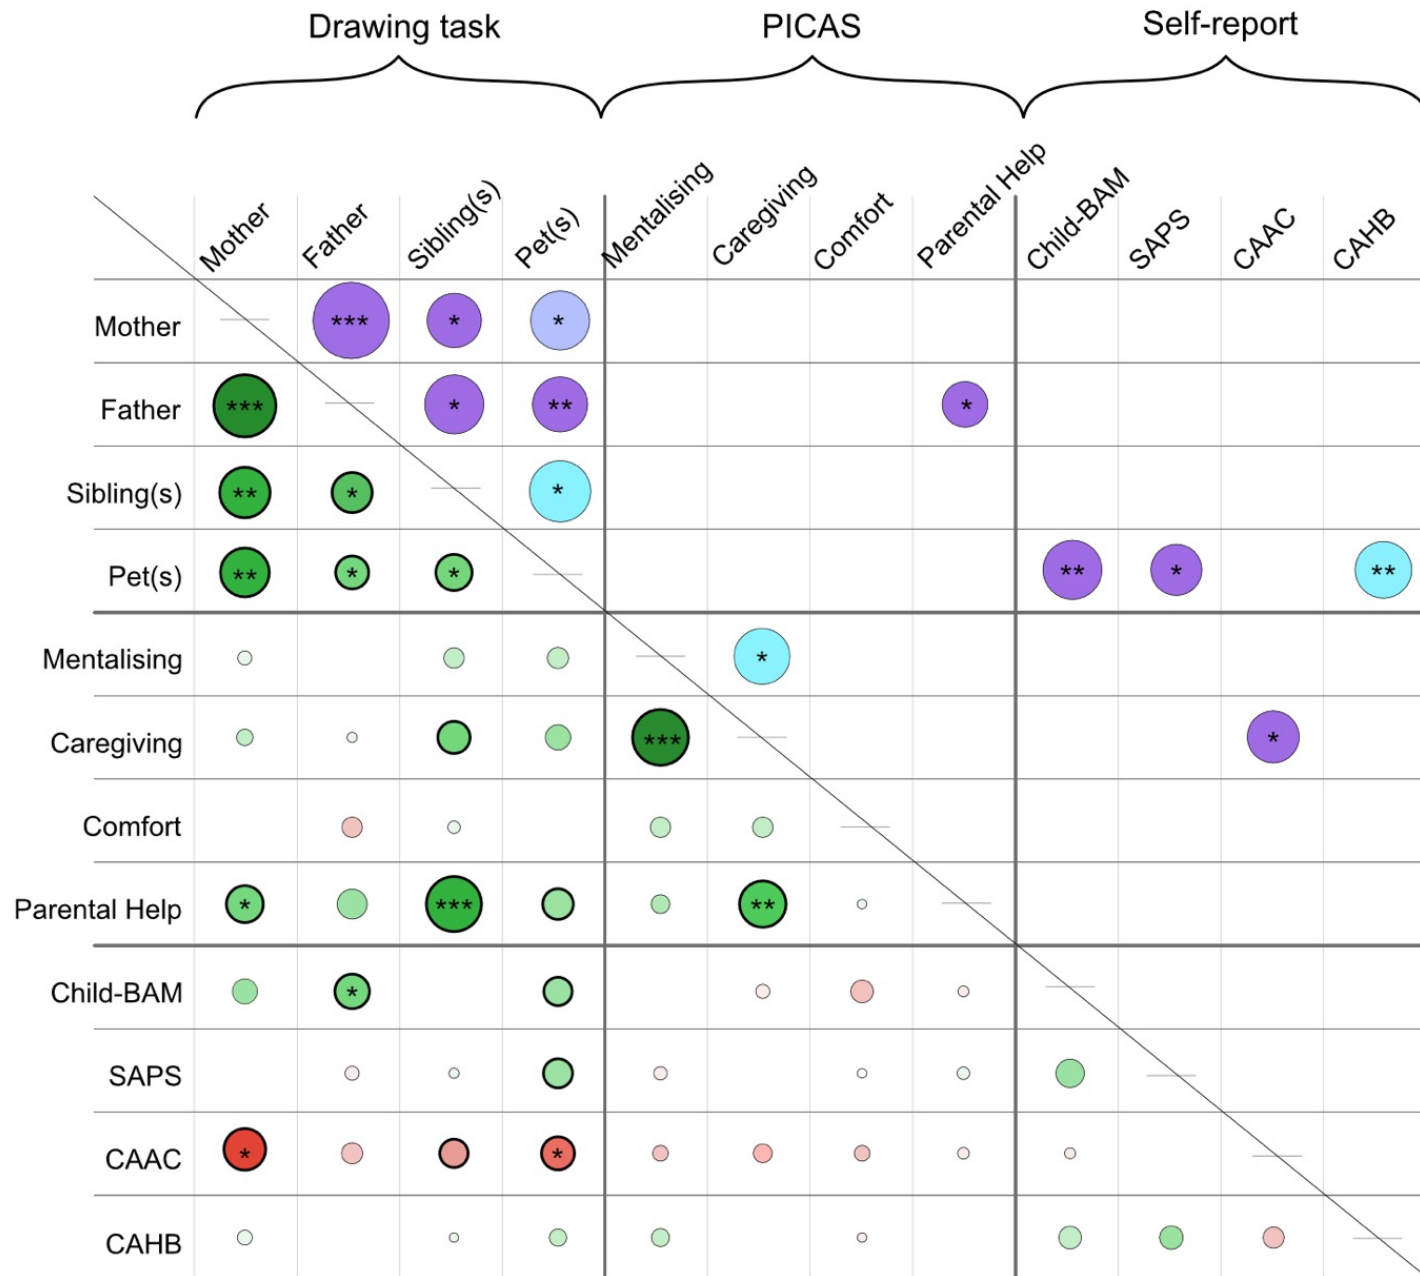 Drawing task PICAS Self-report
Mother Father Sibling(s) Pet(s) Mentalising Caregiving Comfort Parental Help Child-BAM SAPS CAAC CAHB
Mother *** * *
Father *** * ** *
Sibling(s) ** * *
Pet(s) ** * * ** * **
Mentalising *
Caregiving *** *
Comfort
Parental Help * *** **
Child-BAM *
SAPS
CAAC * *
CAHB